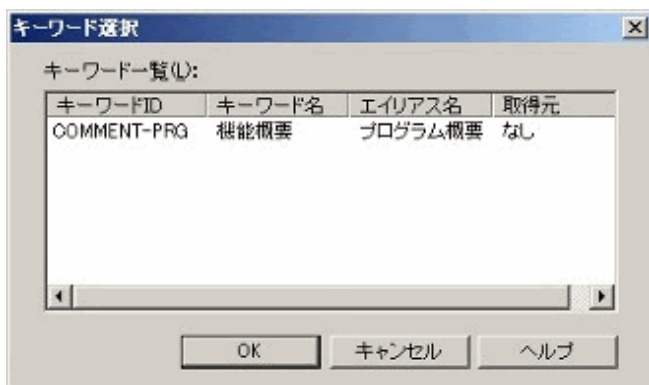 キーワード選択
キーワード一覧(L):
キーワードID キーワード名 エイリアス名 取得元
COMMENT-PRG 機能概要 プログラム概要 なし
OK キャンセル ヘルプ